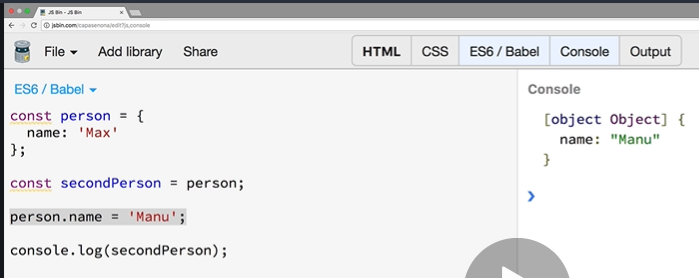 JS Bin - JS Bin
jsbin.com/capasenona/edit?js,console
File Add library Share HTML CSS ES6 / Babel Console Output
ES6 / Babel
Console
const person = {
name: 'Max'
};
const secondPerson = person;
person.name = 'Manu';
console.log(secondPerson);
[object Object] {
name: "Manu"
}